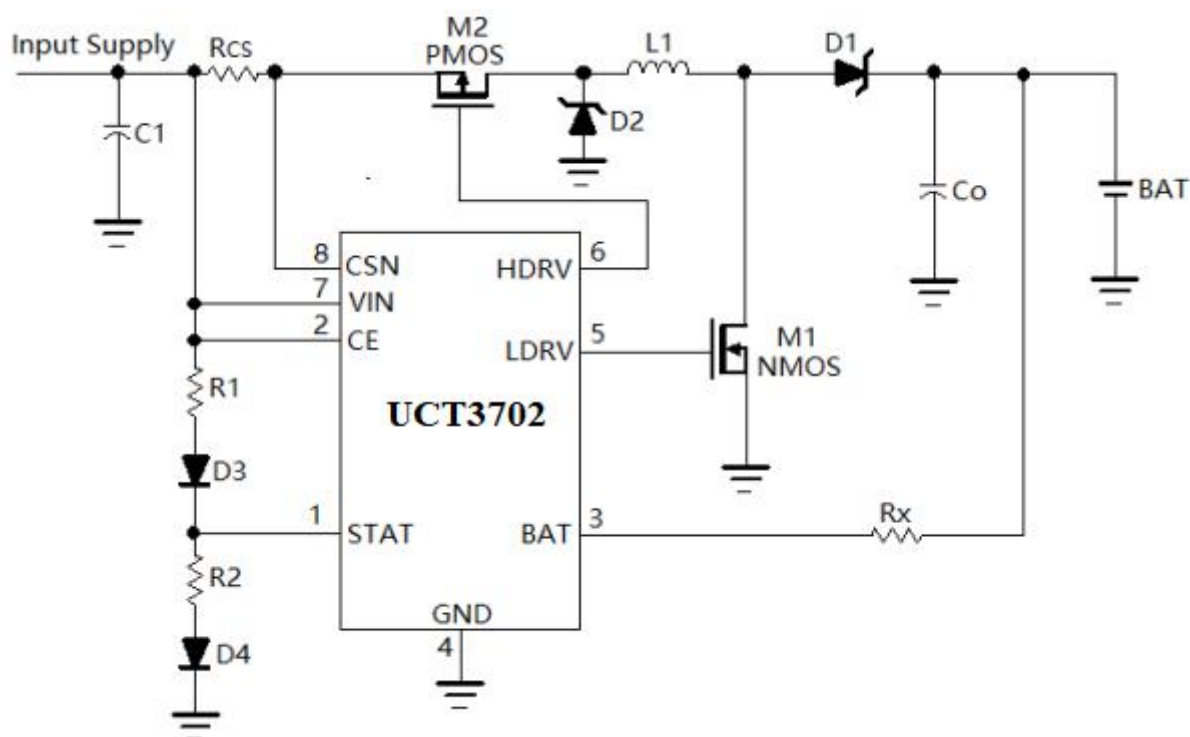 Input Supply
Rcs
M2
PMOS
L1
D1
C1
D2
Co
BAT
8
CSN
HDRV
6
7
VIN
2
CE
LDRV
5
M1
NMOS
R1
UCT3702
D3
1
STAT
BAT
3
Rx
R2
GND
4
D4